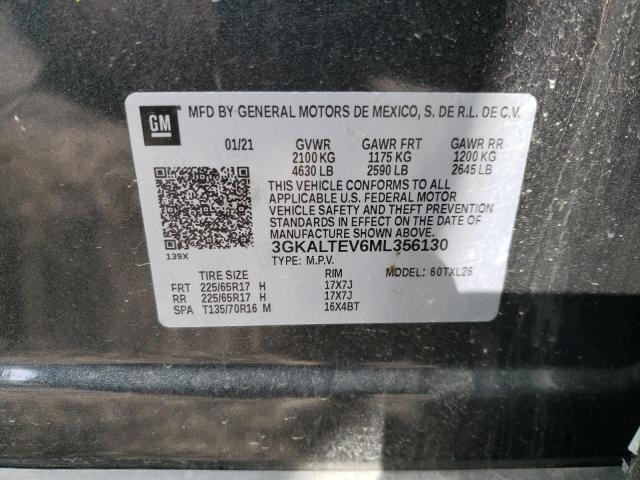 GM
MFD BY GENERAL MOTORS DE MEXICO, S. DE R.L. DE C.V.
01/21 GVWR GAWR FRT GAWR RR
2100 KG 1175 KG 1200 KG
4630 LB 2590 LB 2645 LB
THIS VEHICLE CONFORMS TO ALL
APPLICABLE U.S. FEDERAL MOTOR
VEHICLE SAFETY AND THEFT PREVENTION
STANDARDS IN EFFECT ON THE DATE OF
MANUFACTURE SHOWN ABOVE.
3GKALTEV6ML356130
139X TYPE: M.P.V.
TIRE SIZE RIM MODEL: 60TXL26
FRT 225/65R17 H 17X7J
RR 225/65R17 H 17X7J
SPA T135/70R16 M 16X4BT